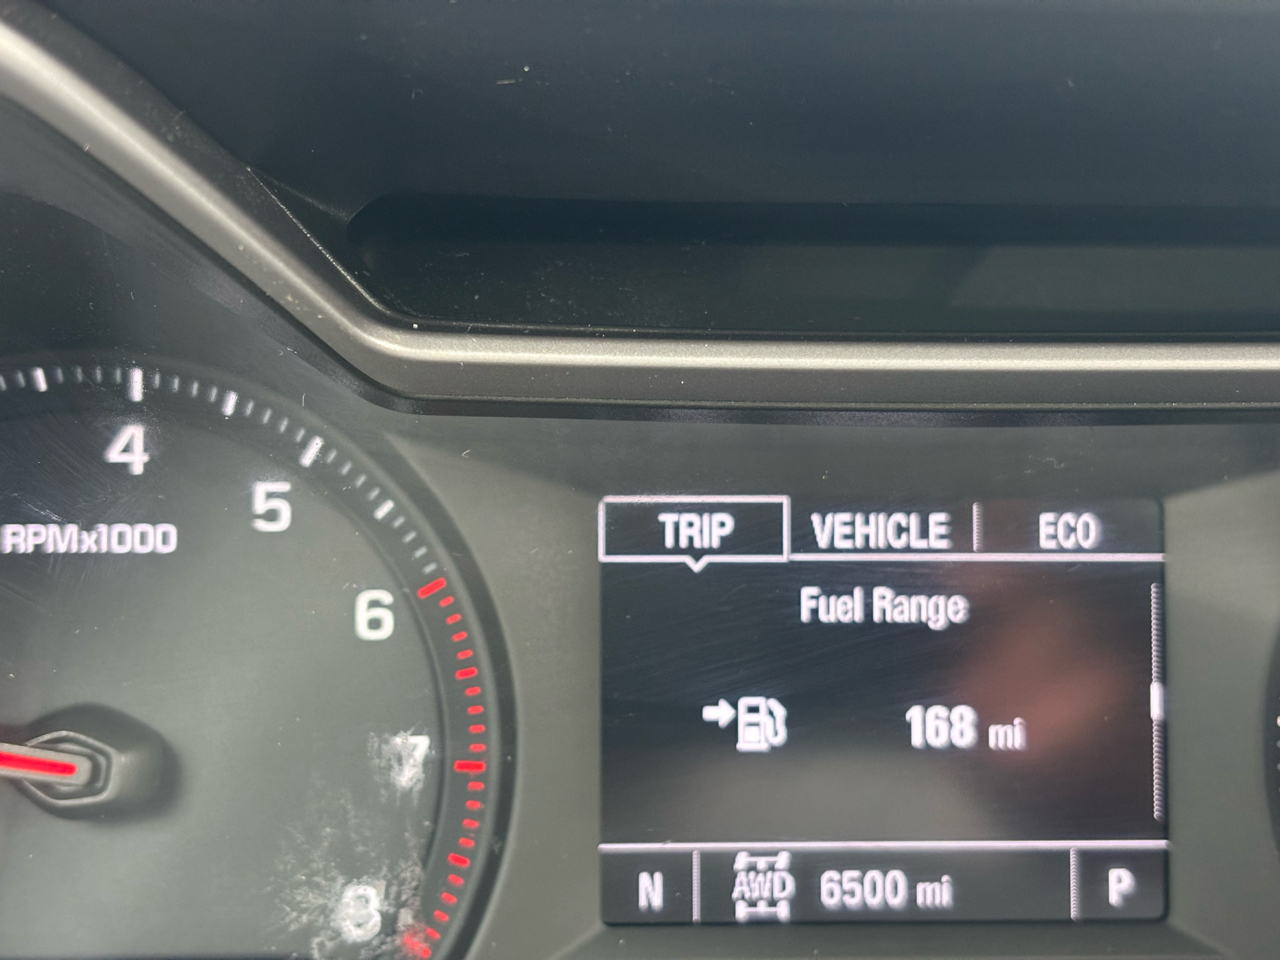 4
5
RPMx1000
6
7
8
TRIP VEHICLE ECO
Fuel Range
168 mi
N AWD 6500 mi P